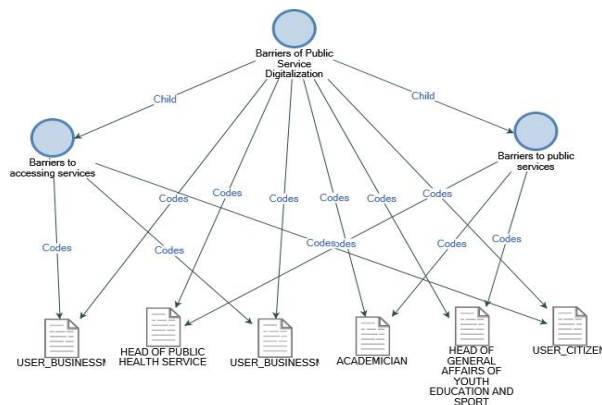 Barriers of Public
Service
Digitalization
Child
Child
Barriers to
accessing services
Barriers to public
services
Codes
Codes
Codes
Codes
Codes
Codes
Codes
Codes
Codes
Codes
Codes
USER_BUSINESSM
HEAD OF PUBLIC
HEALTH SERVICE
USER_BUSINESSM
ACADEMICIAN
HEAD OF
GENERAL
AFFAIRS OF
YOUTH
EDUCATION AND
SPORT
USER_CITIZEN